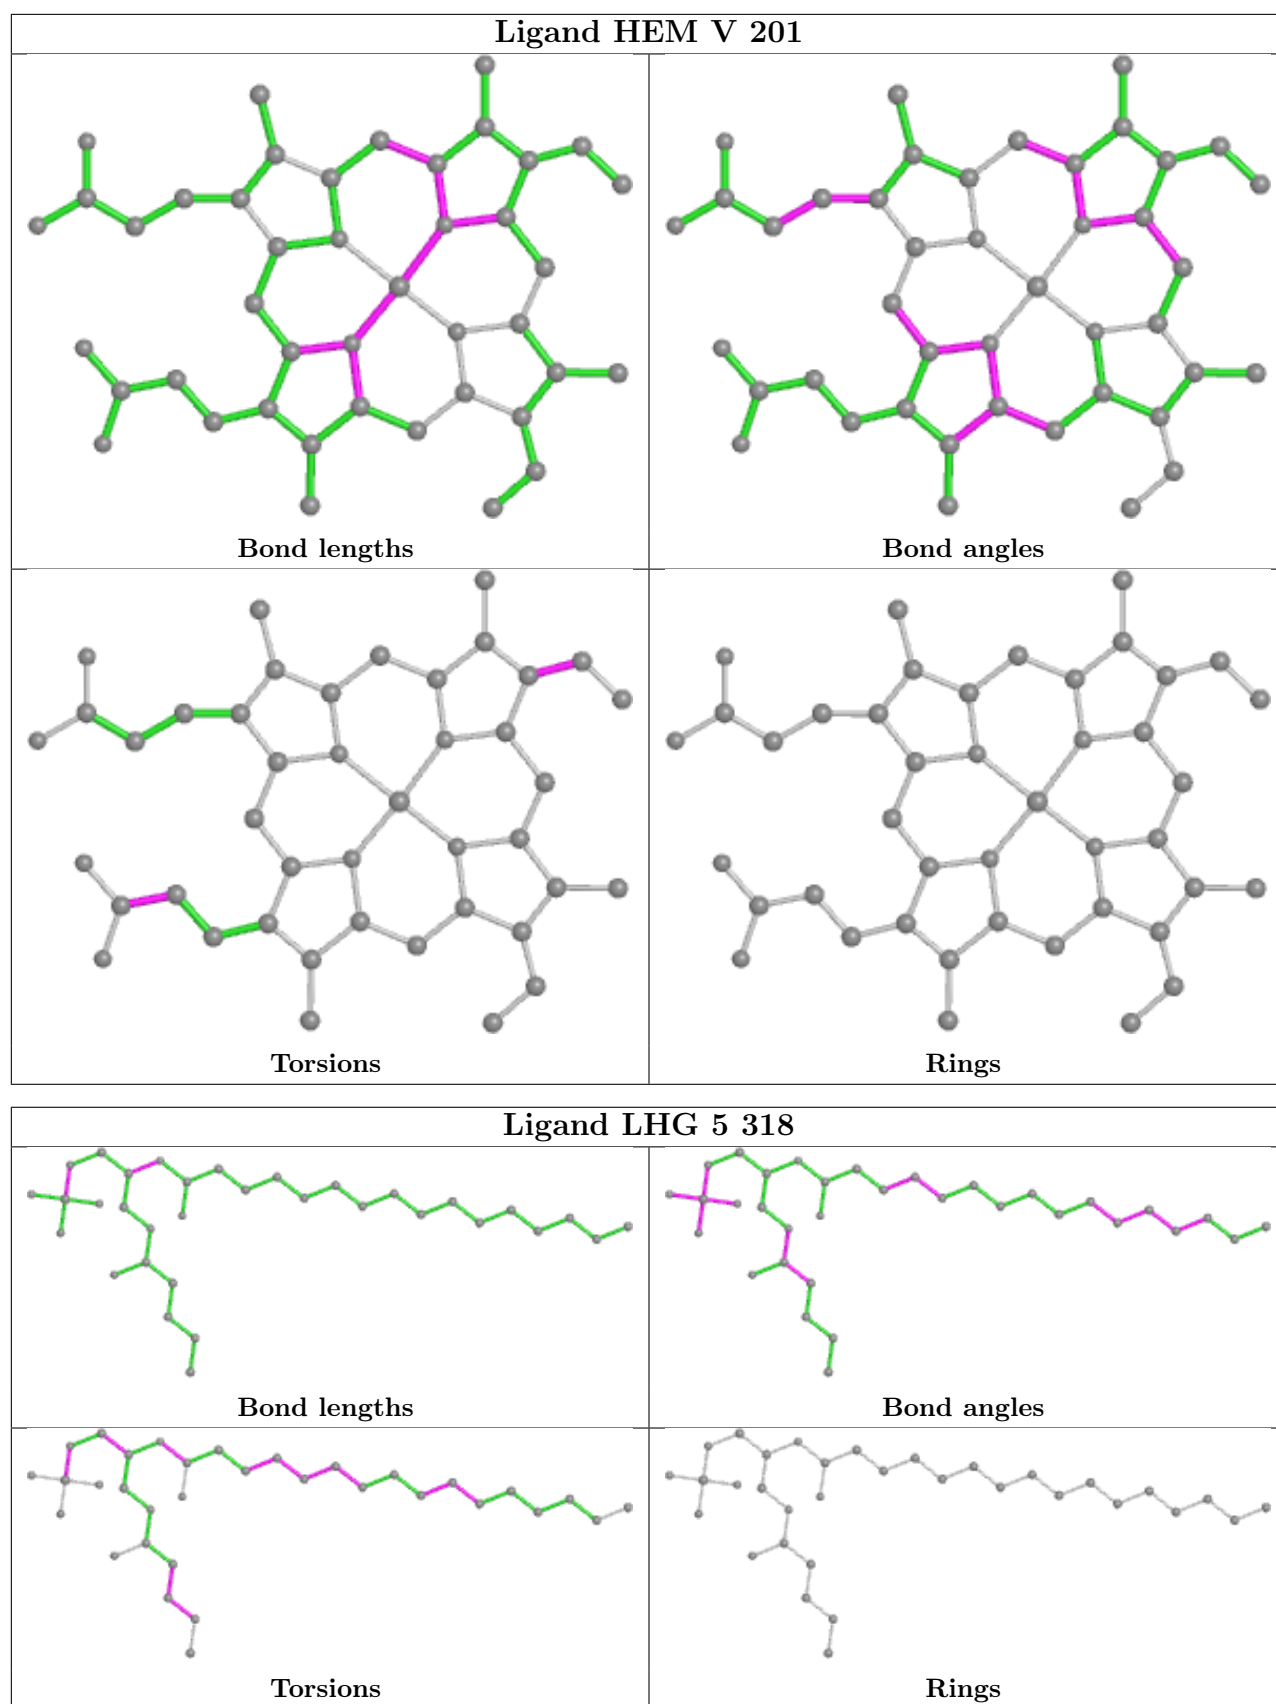 Ligand HEM V 201
Bond lengths
Bond angles
Torsions
Rings
Ligand LHG 5 318
Bond lengths
Bond angles
Torsions
Rings